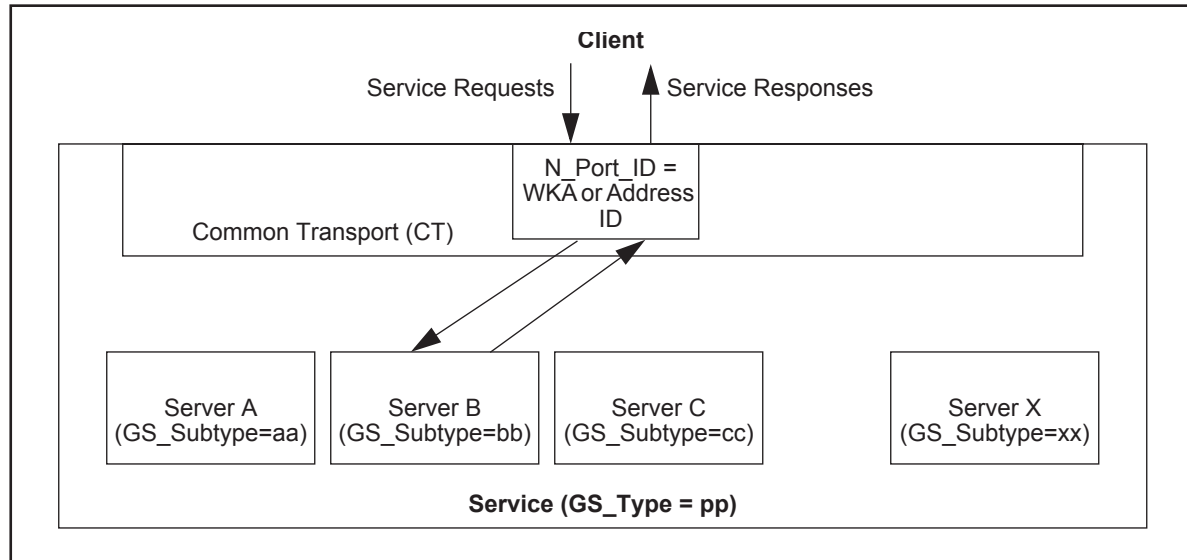 Client
Service Requests
Service Responses
N_Port_ID =
WKA or Address
ID
Common Transport (CT)
Server A
(GS_Subtype=aa)
Server B
(GS_Subtype=bb)
Server C
(GS_Subtype=cc)
Server X
(GS_Subtype=xx)
Service (GS_Type = pp)